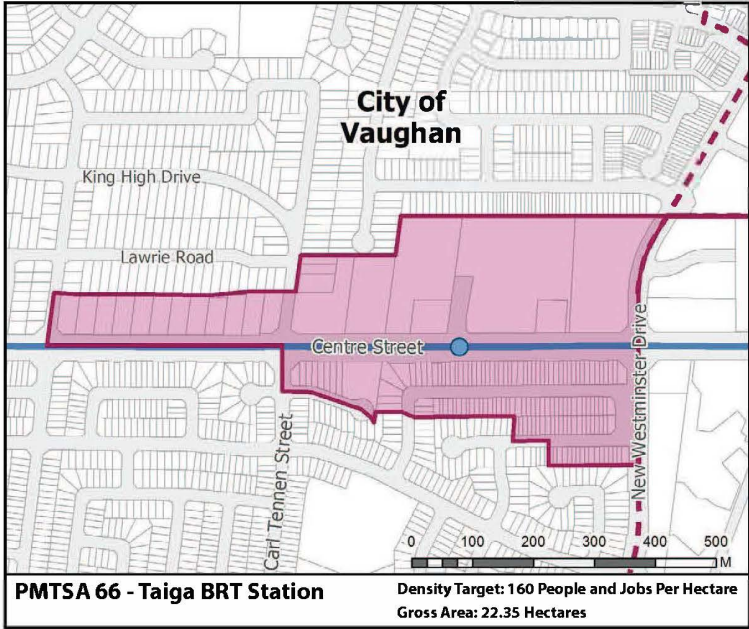 City of
Vaughan
King High Drive
Lawrie Road
Centre Street
New Westminster Drive
Carl Tennen Street
0 100 200 300 400 500
M
PMTSA 66 - Taiga BRT Station
Density Target: 160 People and Jobs Per Hectare
Gross Area: 22.35 Hectares